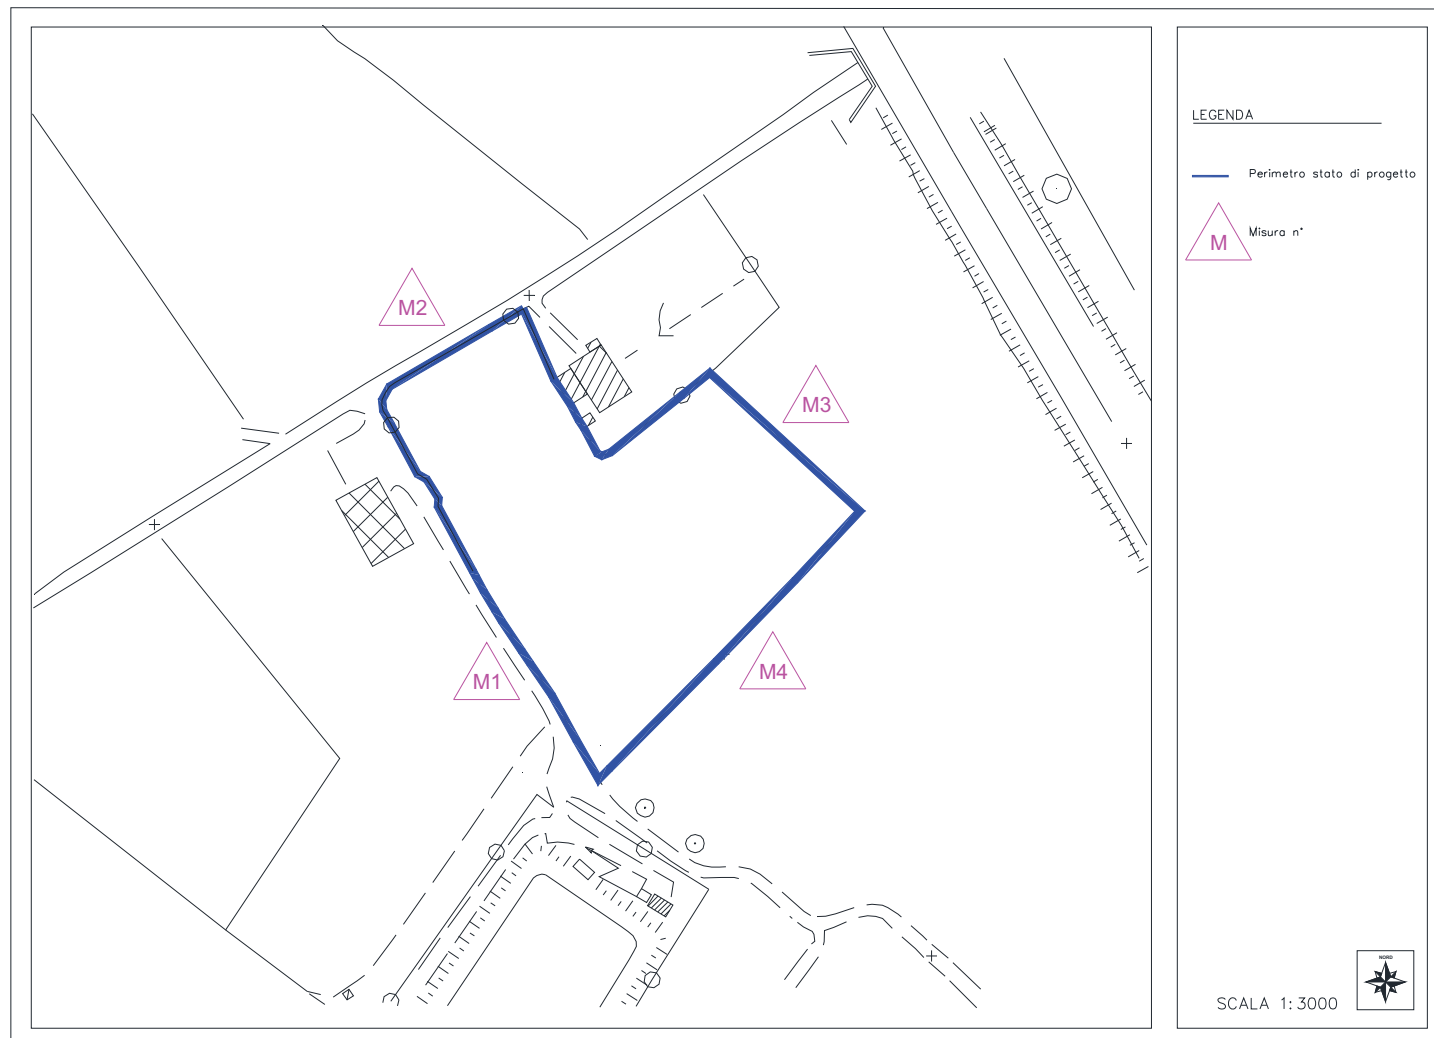 M2
M3
M4
M1
LEGENDA
Perimetro stato di progetto
M
Misura n°
NORD
SCALA 1:3000